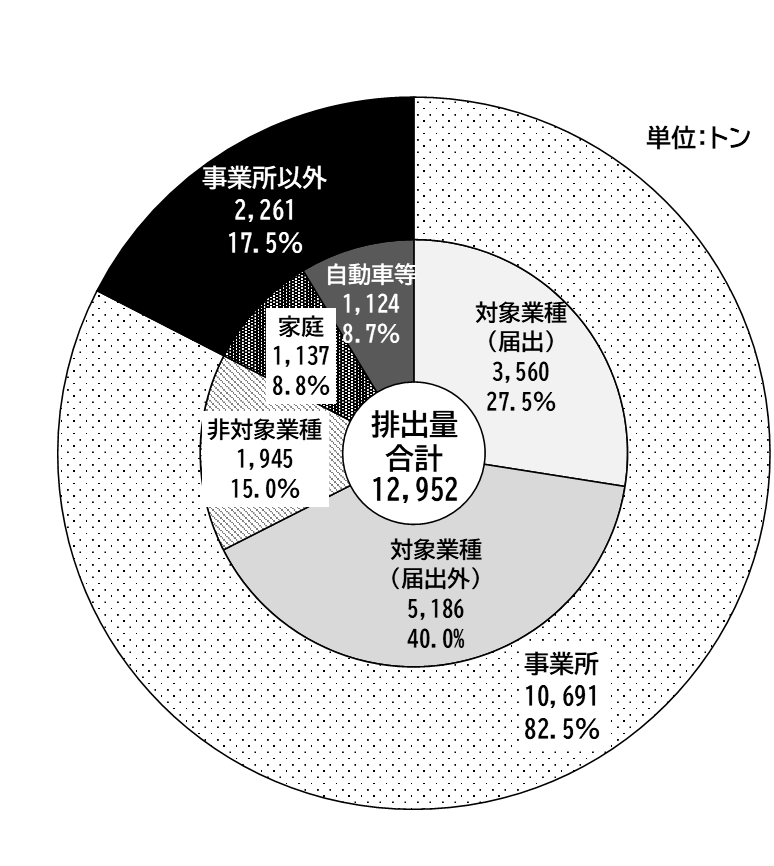 単位：トン
事業所以外
2,261
17.5%
自動車等
1,124
8.7%
対象業種
（届出）
3,560
27.5%
家庭
1,137
8.8%
非対象業種
1,945
15.0%
排出量
合計
12,952
対象業種
（届出外）
5,186
40.0%
事業所
10,691
82.5%